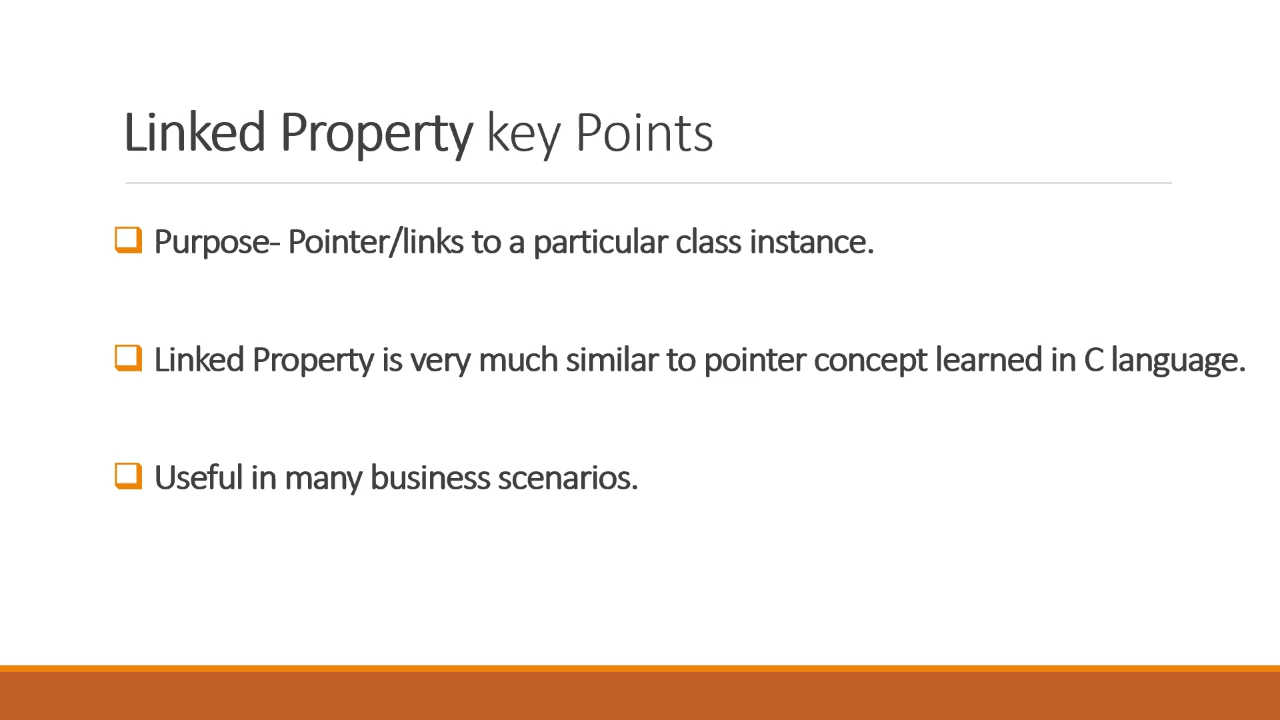 Linked Property key Points
Purpose- Pointer/links to a particular class instance.
Linked Property is very much similar to pointer concept learned in C language.
Useful in many business scenarios.